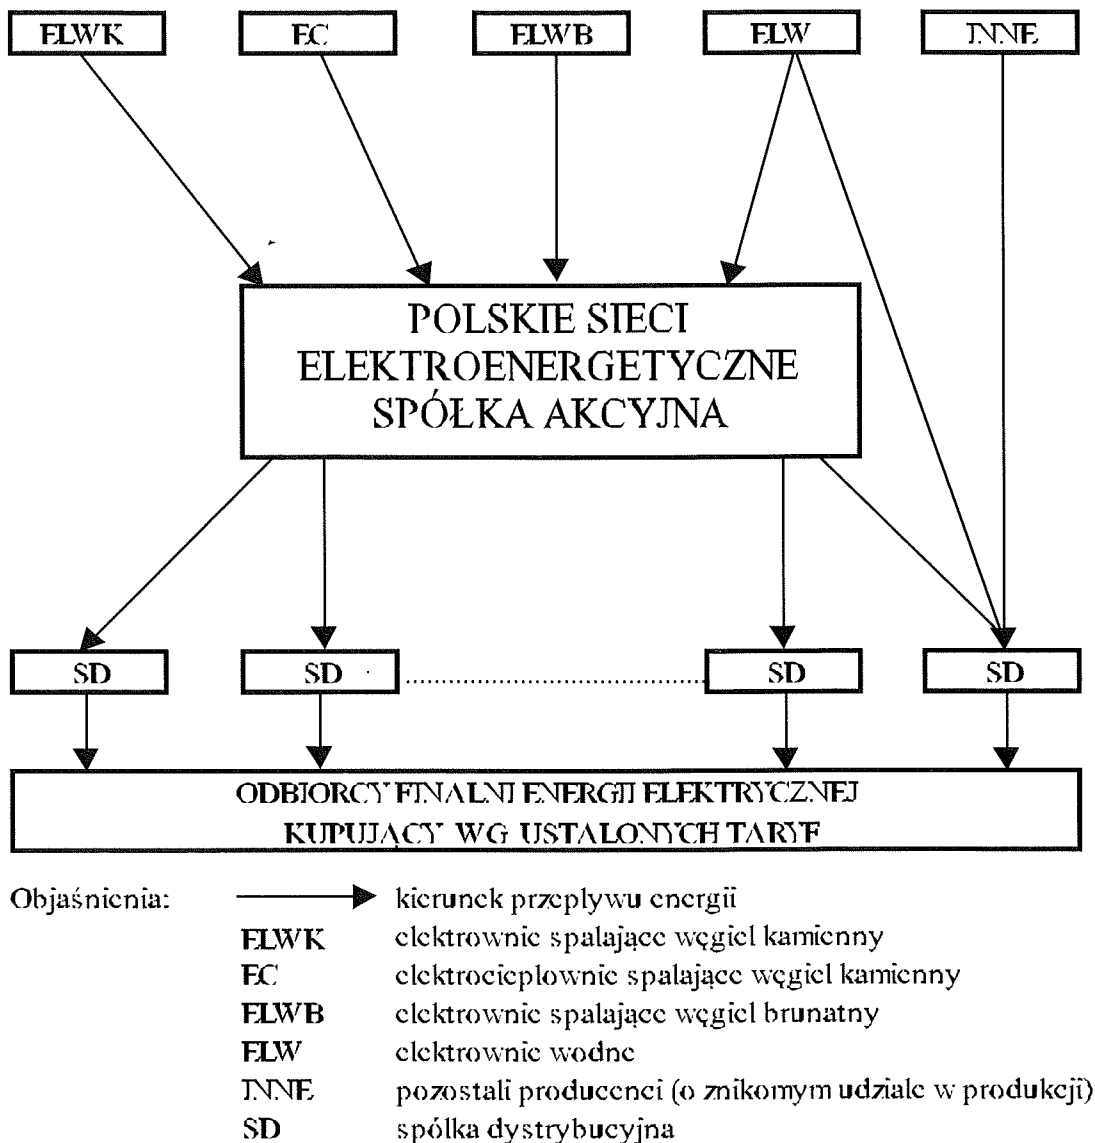 ELWK EC ELWB ELW INNE
POLSKIE SIECI
ELEKTROENERGETYCZNE
SPÓŁKA AKCYJNA
SD SD SD SD
ODBIORCY FINALNI ENERGII ELEKTRYCZNEJ
KUPUJĄCY WG USTALONYCH TARYF
Objaśnienia: kierunek przepływu energii
ELWK elektrownie spalające węgiel kamienny
EC elektrociepłownie spalające węgiel kamienny
ELWB elektrownie spalające węgiel brunatny
ELW elektrownie wodne
INNE pozostali producenci (o znikomym udziale w produkcji)
SD spółka dystrybucyjna